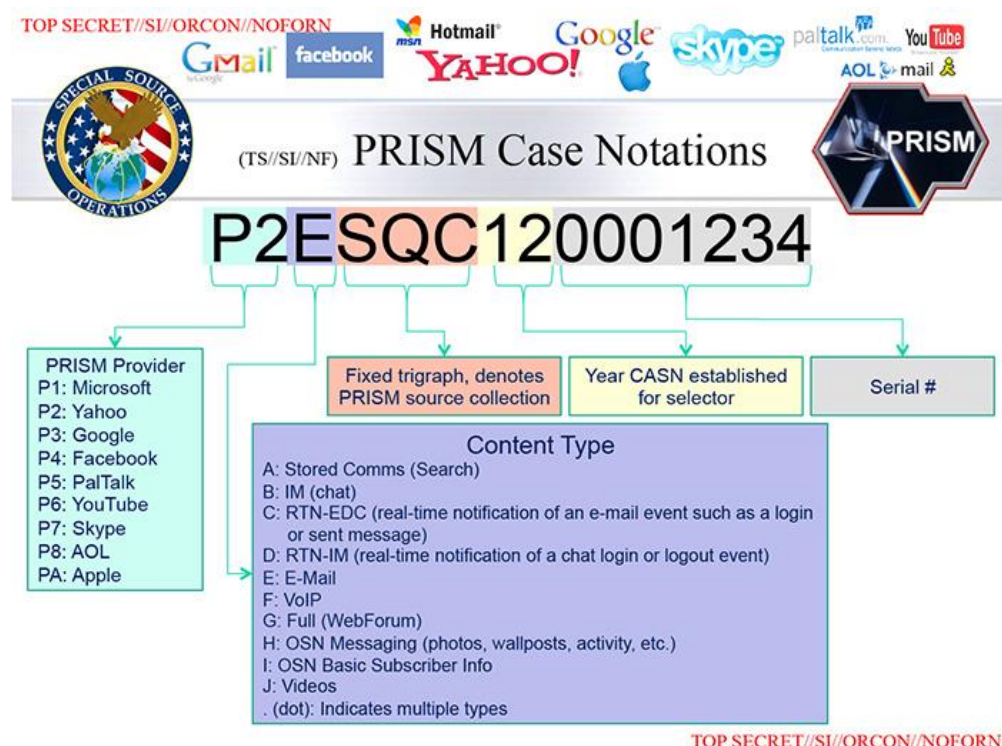 TOP SECRET//SI//ORCON//NOFORN
Gmail
by Google
facebook
msn
Hotmail
YAHOO!
Google
skype
paltalk.com
YouTube
AOL mail
SPECIAL SOURCE
OPERATIONS
(TS//SI//NF) PRISM Case Notations
PRISM
P2ESQC120001234
PRISM Provider
P1: Microsoft
P2: Yahoo
P3: Google
P4: Facebook
P5: PalTalk
P6: YouTube
P7: Skype
P8: AOL
PA: Apple
Fixed trigraph, denotes
PRISM source collection
Year CASN established
for selector
Serial #
Content Type
A: Stored Comms (Search)
B: IM (chat)
C: RTN-EDC (real-time notification of an e-mail event such as a login
or sent message)
D: RTN-IM (real-time notification of a chat login or logout event)
E: E-Mail
F: VoIP
G: Full (WebForum)
H: OSN Messaging (photos, wallposts, activity, etc.)
I: OSN Basic Subscriber Info
J: Videos
. (dot): Indicates multiple types
TOP SECRET//SI//ORCON//NOFORN